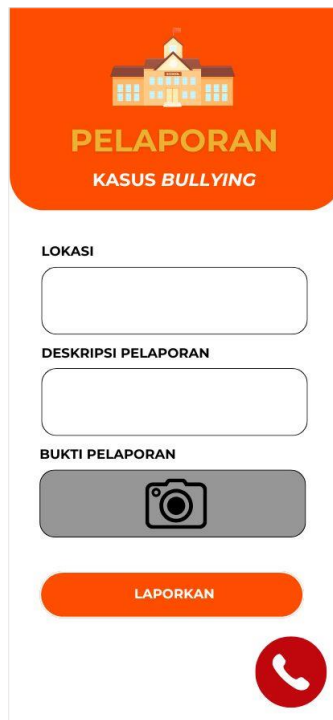 PELAPORAN
KASUS BULLYING
LOKASI
DESKRIPSI PELAPORAN
BUKTI PELAPORAN
LAPORKAN